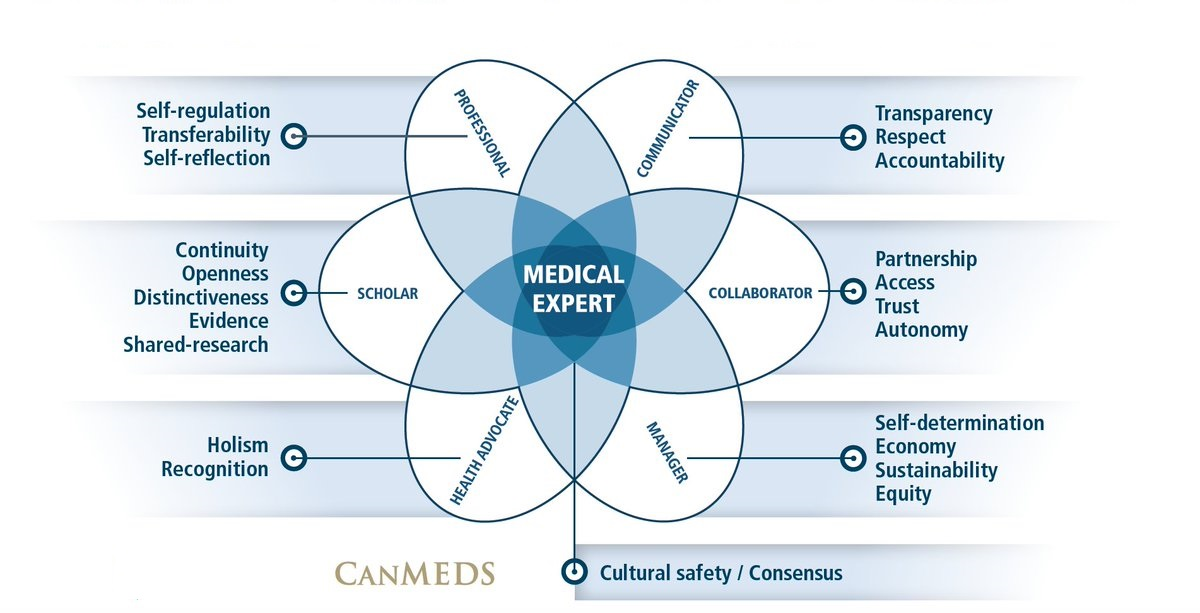 PROFESSIONAL
COMMUNICATOR
Self-regulation
Transferability
Self-reflection
Transparency
Respect
Accountability
Continuity
Openness
Distinctiveness
Evidence
Shared-research
SCHOLAR
MEDICAL
EXPERT
COLLABORATOR
Partnership
Access
Trust
Autonomy
Holism
Recognition
HEALTH ADVOCATE
MANAGER
Self-determination
Economy
Sustainability
Equity
CANMEDS
Cultural safety / Consensus